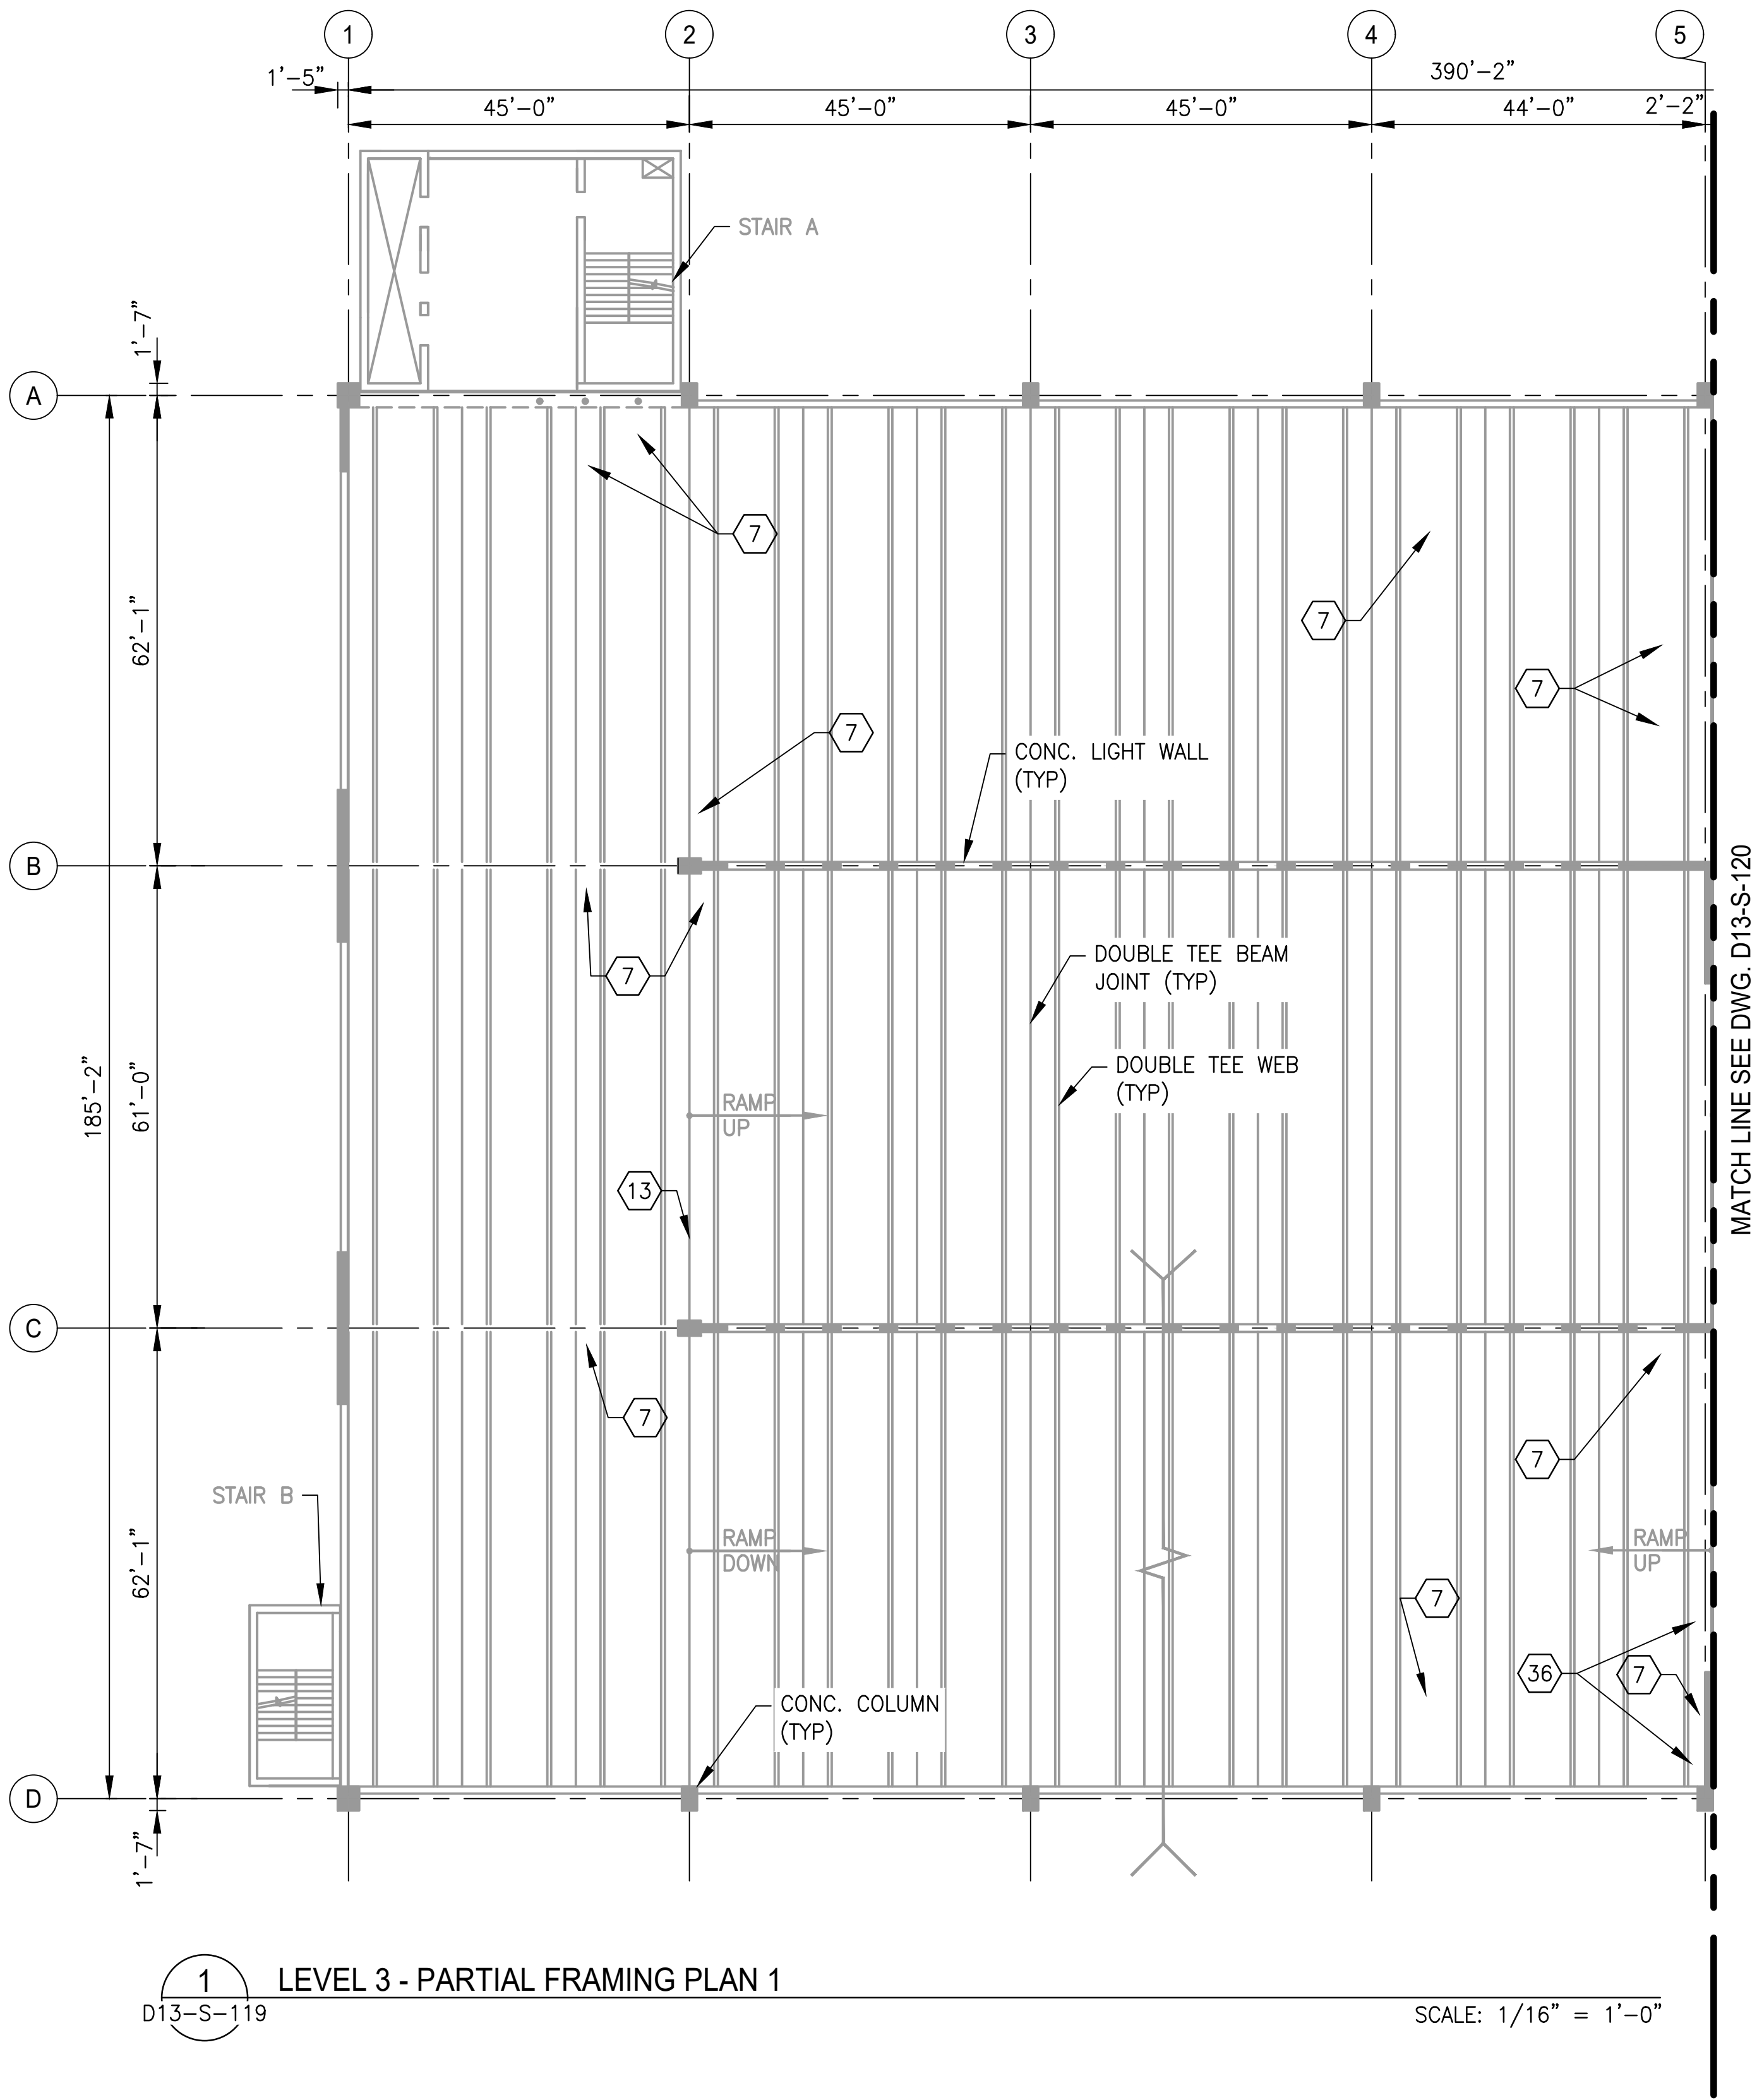 1
2
3
4
5
1'-5"
390'-2"
45'-0"
45'-0"
45'-0"
44'-0"
2'-2"
STAIR A
1'-7"
A
7
62'-1"
7
7
7
CONC. LIGHT WALL
(TYP)
B
MATCH LINE SEE DWG. D13-S-120
DOUBLE TEE BEAM
JOINT (TYP)
7
185'-2"
61'-0"
DOUBLE TEE WEB
(TYP)
RAMP
UP
13
C
7
7
STAIR B
62'-1"
RAMP
DOWN
RAMP
UP
7
36
7
CONC. COLUMN
(TYP)
D
1'-7"
1
D13-S-119
LEVEL 3 - PARTIAL FRAMING PLAN 1
SCALE: 1/16" = 1'-0"